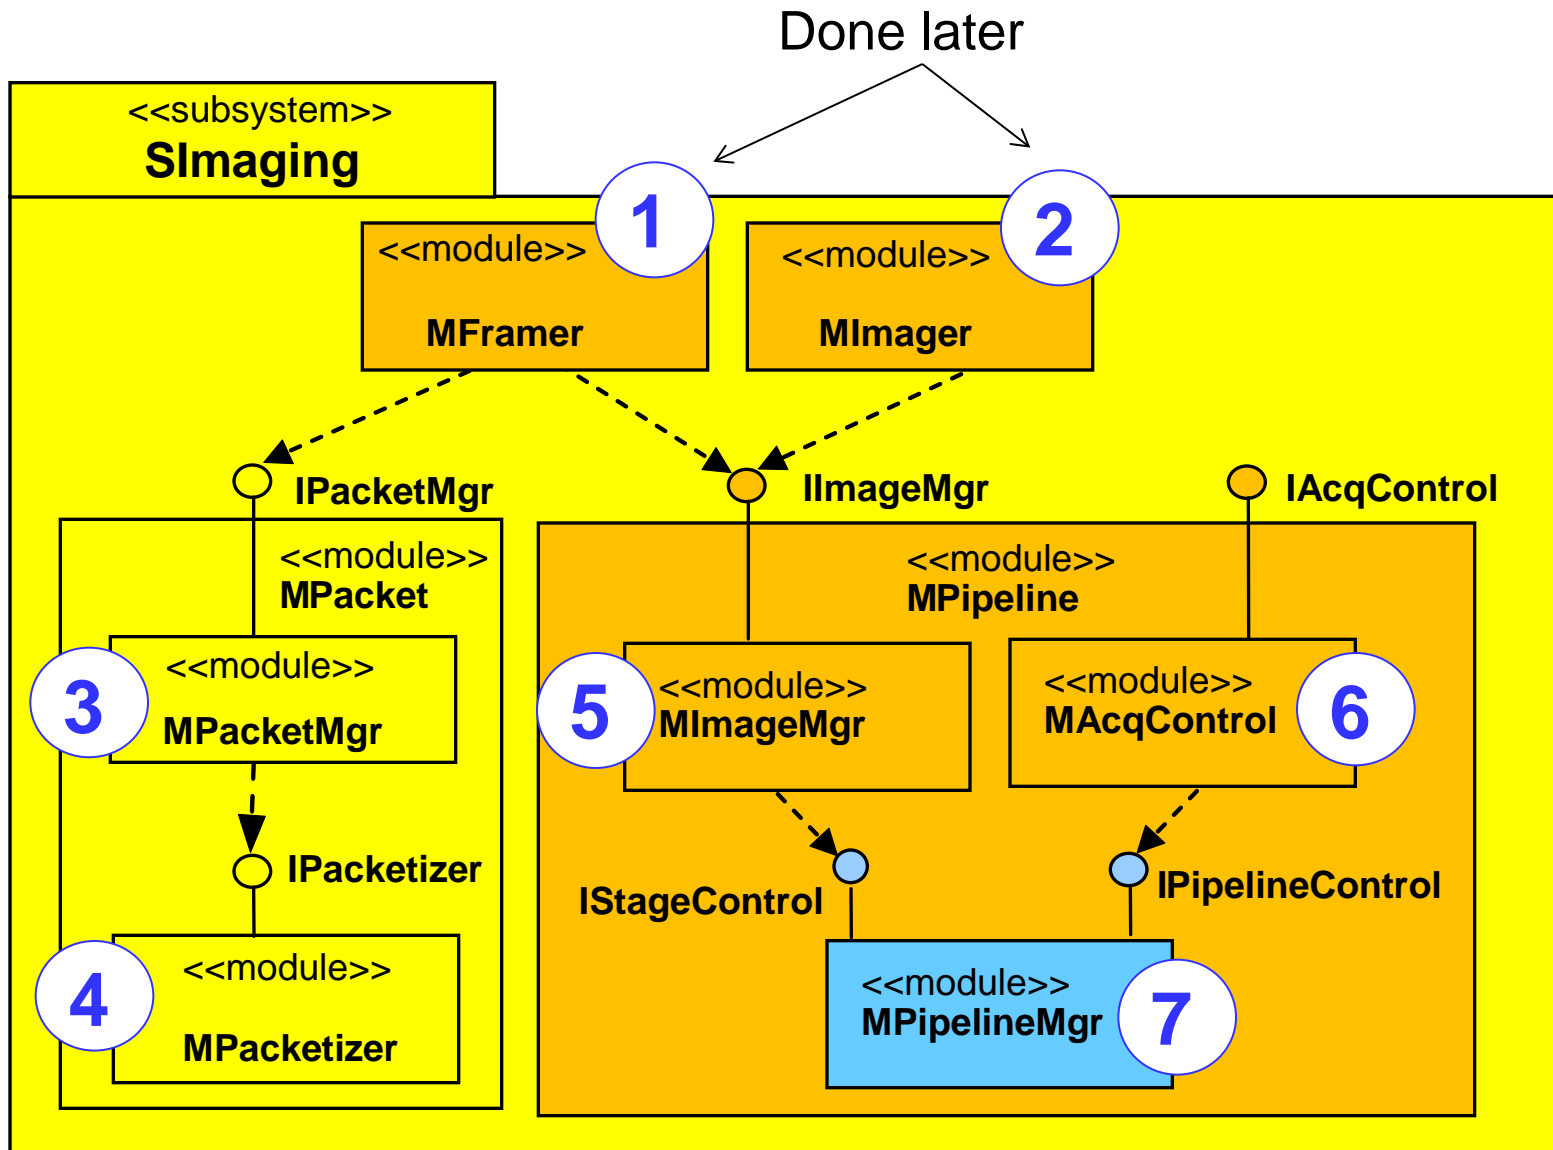 Done later
<<subsystem>>
SImaging
1
2
<<module>>
MFramer
<<module>>
MImager
IPacketMgr
IImageMgr
IAcqControl
<<module>>
MPacket
<<module>>
MPipeline
3
<<module>>
MPacketMgr
5
<<module>>
MImageMgr
<<module>>
MAcqControl
6
IPacketizer
IStageControl
IPipelineControl
4
<<module>>
MPacketizer
<<module>>
MPipelineMgr
7